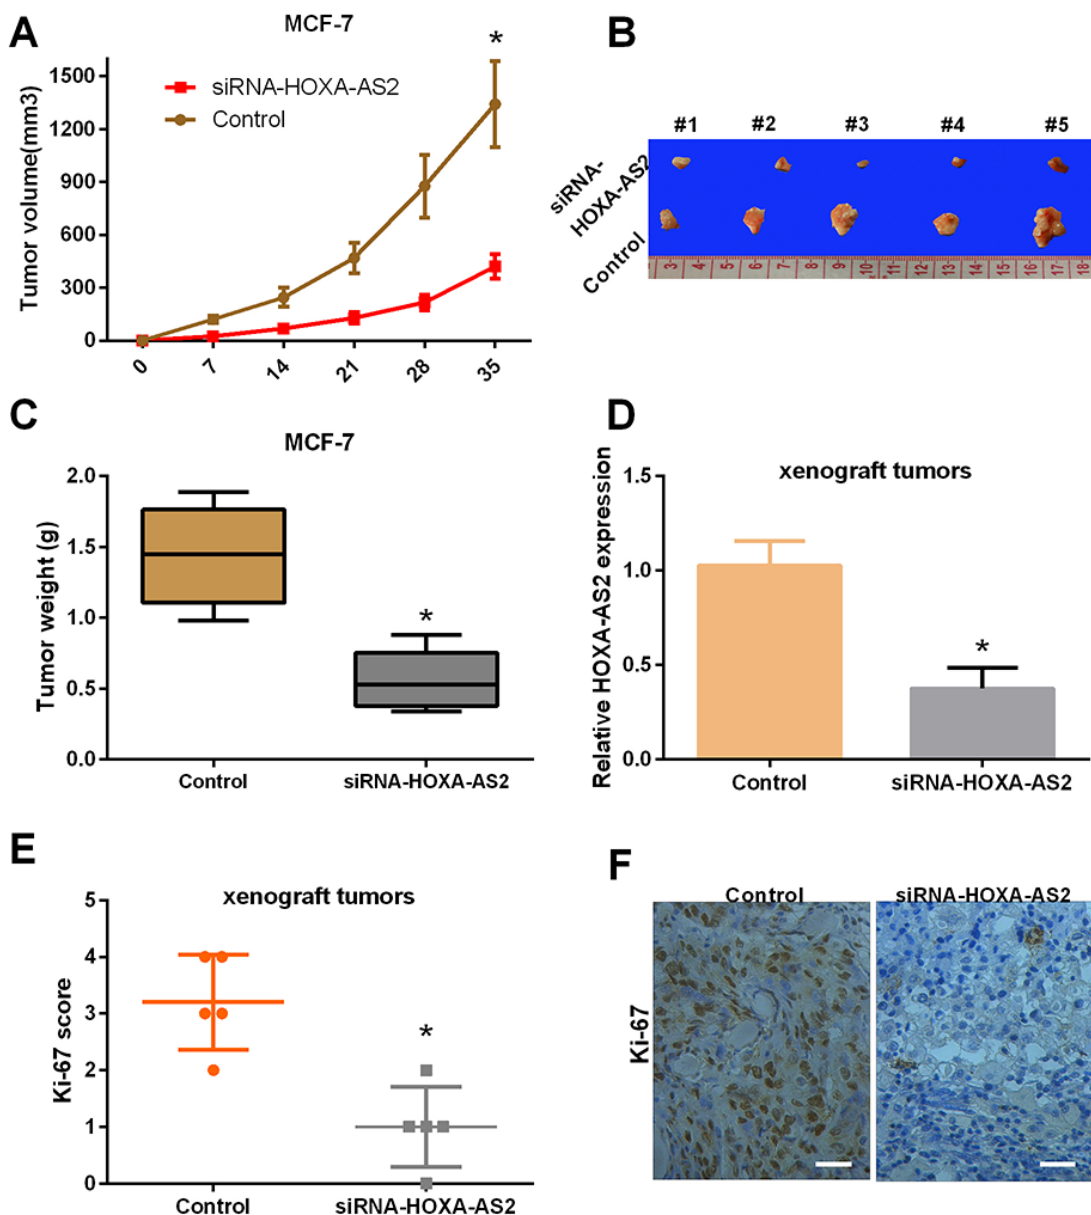 A
MCF-7
*
siRNA-HOXA-AS2
Control
Tumor volume(mm3)
1500
1200
900
600
300
0
0 7 14 21 28 35
B
#1 #2 #3 #4 #5
siRNA-
HOXA-AS2
Control
3 4 5 6 7 8 9 10 11 12 13 14 15 16 17 18
C
MCF-7
Tumor weight (g)
2.0
1.5
1.0
0.5
0.0
*
Control siRNA-HOXA-AS2
D
xenograft tumors
Relative HOXA-AS2 expression
1.5
1.0
0.5
0.0
*
Control siRNA-HOXA-AS2
E
xenograft tumors
Ki-67 score
5
4
3
2
1
0
*
Control siRNA-HOXA-AS2
F
Control siRNA-HOXA-AS2
Ki-67